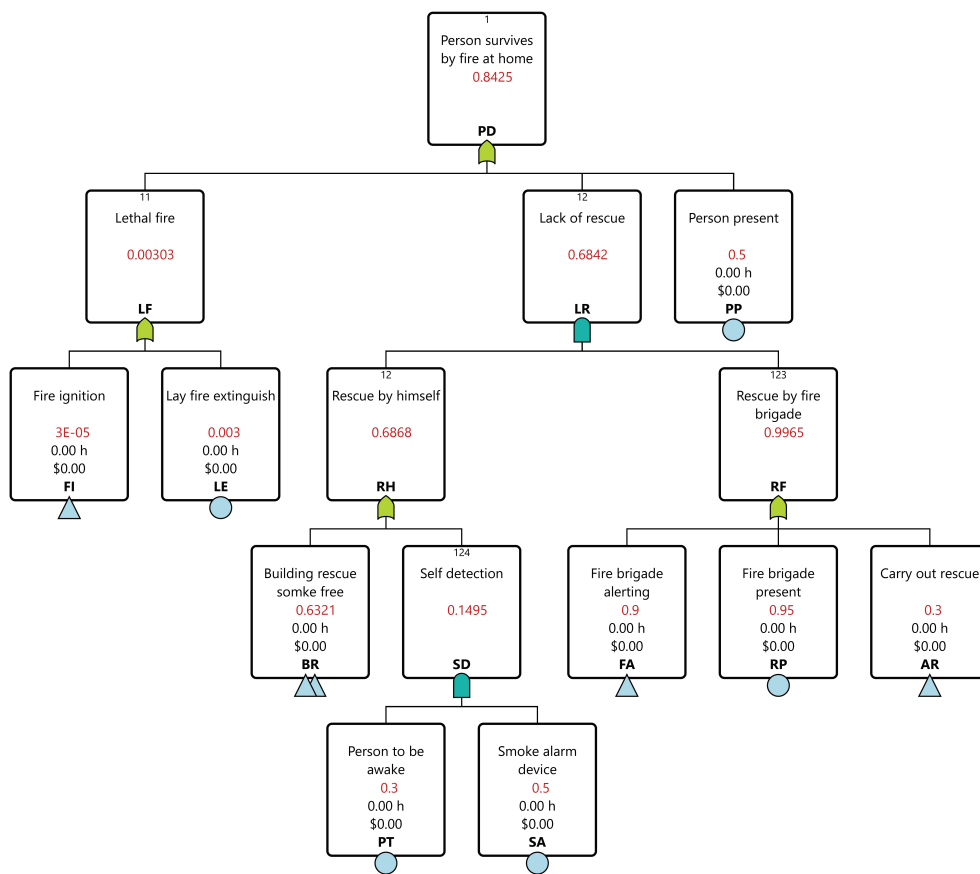 1
Person survives
by fire at home
0.8425
PD
11
Lethal fire
0.00303
LF
12
Lack of rescue
0.6842
LR
Person present
0.5
0.00 h
$0.00
PP
Fire ignition
3E-05
0.00 h
$0.00
FI
Lay fire extinguish
0.003
0.00 h
$0.00
LE
12
Rescue by himself
0.6868
RH
123
Rescue by fire
brigade
0.9965
RF
Building rescue
somke free
0.6321
0.00 h
$0.00
BR
124
Self detection
0.1495
SD
Fire brigade
alerting
0.9
0.00 h
$0.00
FA
Fire brigade
present
0.95
0.00 h
$0.00
RP
Carry out rescue
0.3
0.00 h
$0.00
AR
Person to be
awake
0.3
0.00 h
$0.00
PT
Smoke alarm
device
0.5
0.00 h
$0.00
SA